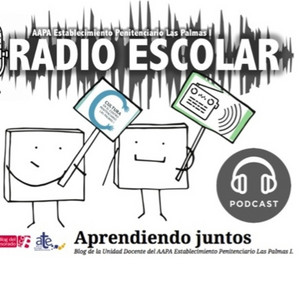 AAPA Establecimiento Penitenciario Las Palmas I
RADIO ESCOLAR
CULTURA
PODCAST
Aprendiendo juntos
Blog de la Unidad Docente del AAPA Establecimiento Penitenciario Las Palmas I.